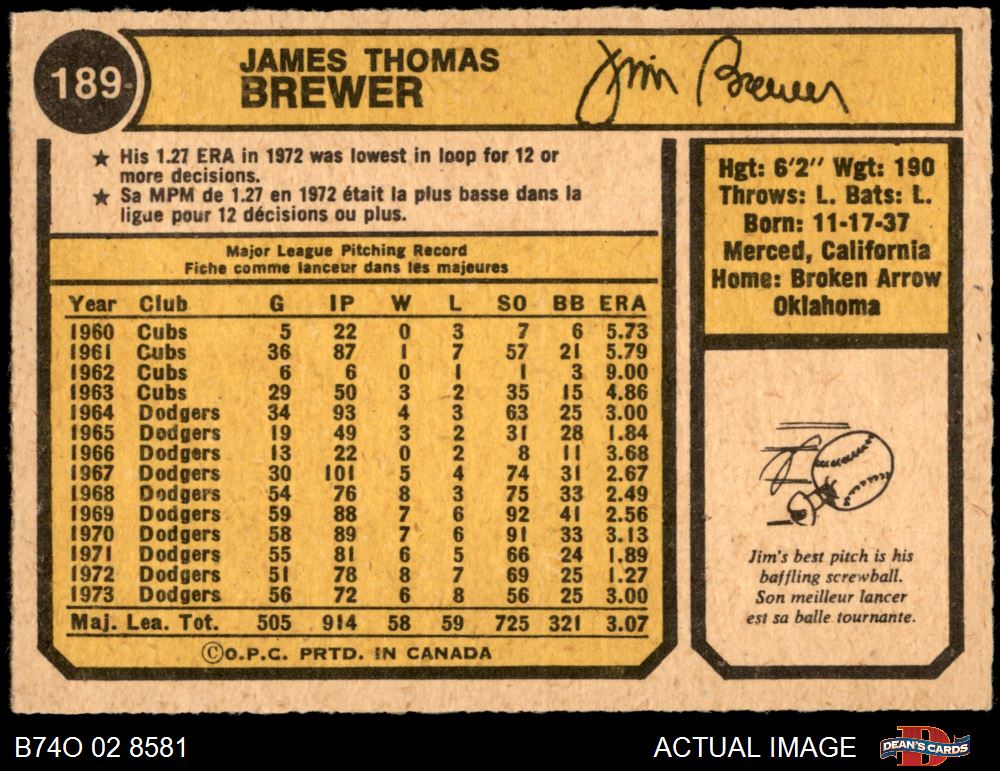 189
JAMES THOMAS
BREWER
Jim Brewer
★ His 1.27 ERA in 1972 was lowest in loop for 12 or
more decisions.
★ Sa MPM de 1.27 en 1972 était la plus basse dans la
ligue pour 12 décisions ou plus.
Major League Pitching Record
Fiche comme lanceur dans les majeures
Year Club G IP W L SO BB ERA
1960 Cubs 5 22 0 3 7 6 5.73
1961 Cubs 36 87 1 7 57 21 5.79
1962 Cubs 6 6 0 1 1 3 9.00
1963 Cubs 29 50 3 2 35 15 4.86
1964 Dodgers 34 93 4 3 63 25 3.00
1965 Dodgers 19 49 3 2 31 28 1.84
1966 Dodgers 13 22 0 2 8 11 3.68
1967 Dodgers 30 101 5 4 74 31 2.67
1968 Dodgers 54 76 8 3 75 33 2.49
1969 Dodgers 59 88 7 6 92 41 2.56
1970 Dodgers 58 89 7 6 91 33 3.13
1971 Dodgers 55 81 6 5 66 24 1.89
1972 Dodgers 51 78 8 7 69 25 1.27
1973 Dodgers 56 72 6 8 56 25 3.00
Maj. Lea. Tot. 505 914 58 59 725 321 3.07
©O.P.C. PRTD. IN CANADA
Hgt: 6'2" Wgt: 190
Throws: L. Bats: L.
Born: 11-17-37
Merced, California
Home: Broken Arrow
Oklahoma
Jim's best pitch is his
baffling screwball.
Son meilleur lancer
est sa balle tournante.
B74O 02 8581
ACTUAL IMAGE
DEAN'S CARDS